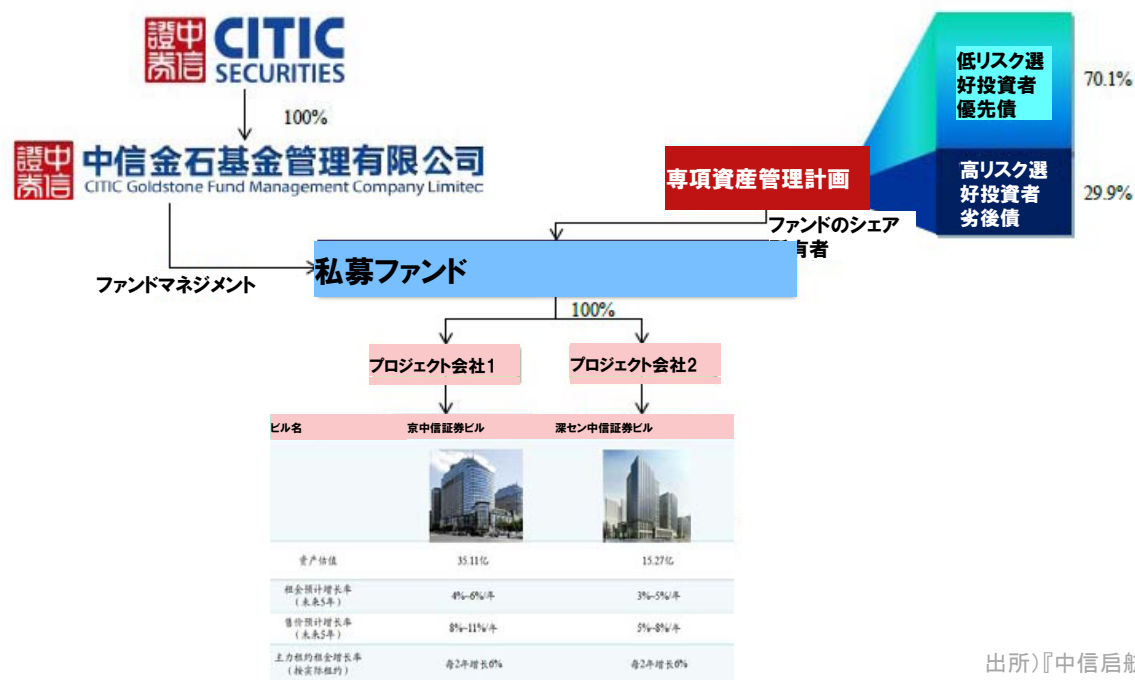 證中
券信
CITIC
SECURITIES
100%
證中
券信
中信金石基金管理有限公司
CITIC Goldstone Fund Management Company Limitec
専項資産管理計画
低リスク選
好投資者
優先債
70.1%
高リスク選
好投資者
劣後債
29.9%
ファンドのシェア
有者
ファンドマネジメント
私募ファンド
100%
プロジェクト会社1
プロジェクト会社2
ビル名 京中信証券ビル 深セン中信証券ビル
资产估值 35.11亿 15.27亿
租金预计增长率
(未来5年)
4%-6%/年 3%-5%/年
售价预计增长率
(未来5年)
8%-11%/年 5%-8%/年
主力租约租金增长率
(按实际租约)
每2年增长6% 每2年增长6%
出所)『中信启航